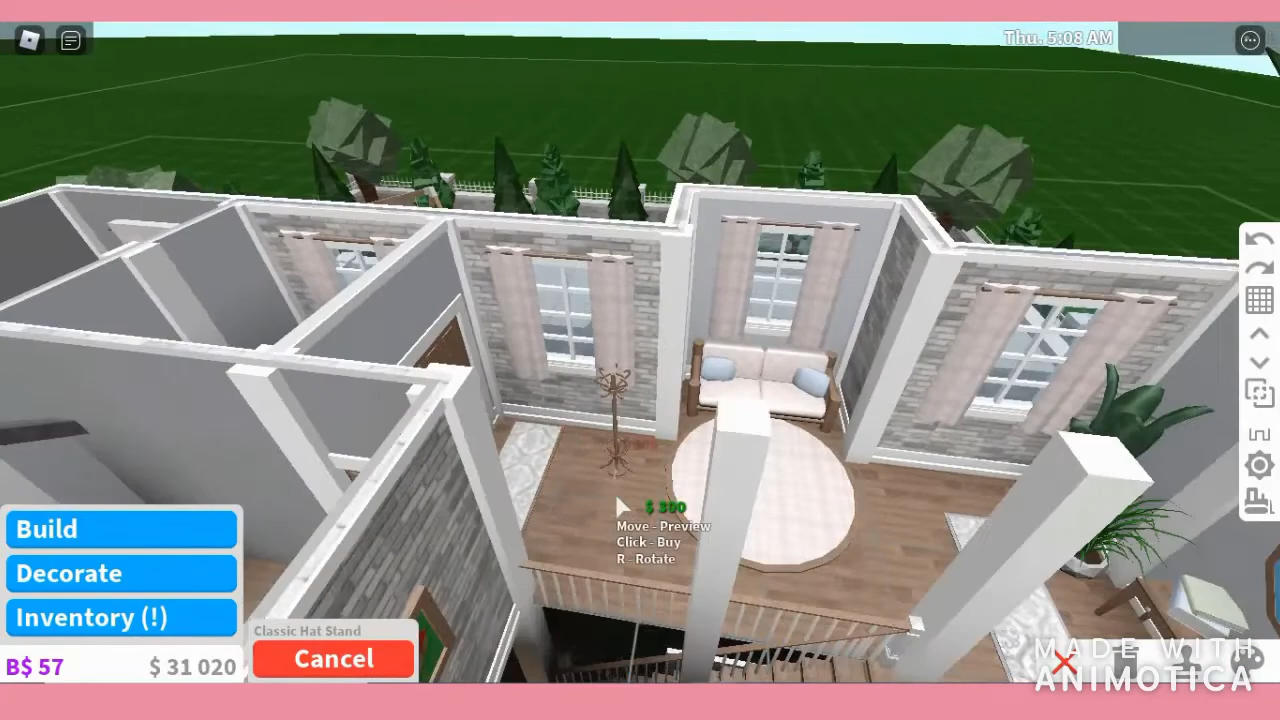 Thu. 5:08 AM
$ 300
Move - Preview
Click - Buy
R - Rotate
Build
Decorate
Inventory (!)
Classic Hat Stand
Cancel
B$ 57
$ 31 020
MADE WITH
ANIMOTICA